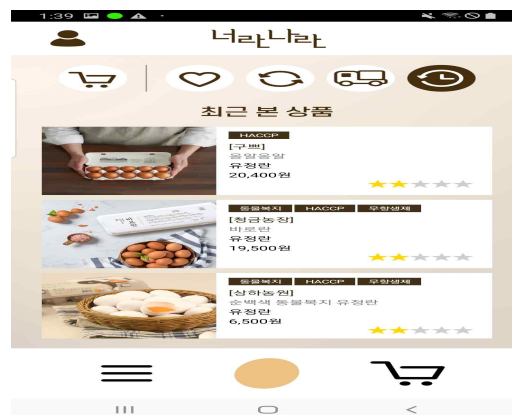 1:39
너란나란
최근 본 상품
HACCP
[구쁘]
유정란
20,400원
동물복지 HACCP 무항생제
[청금농장]
바로란
유정란
19,500원
동물복지 HACCP 무항생제
[상하농원]
순백색 동물복지 유정란
유정란
6,500원